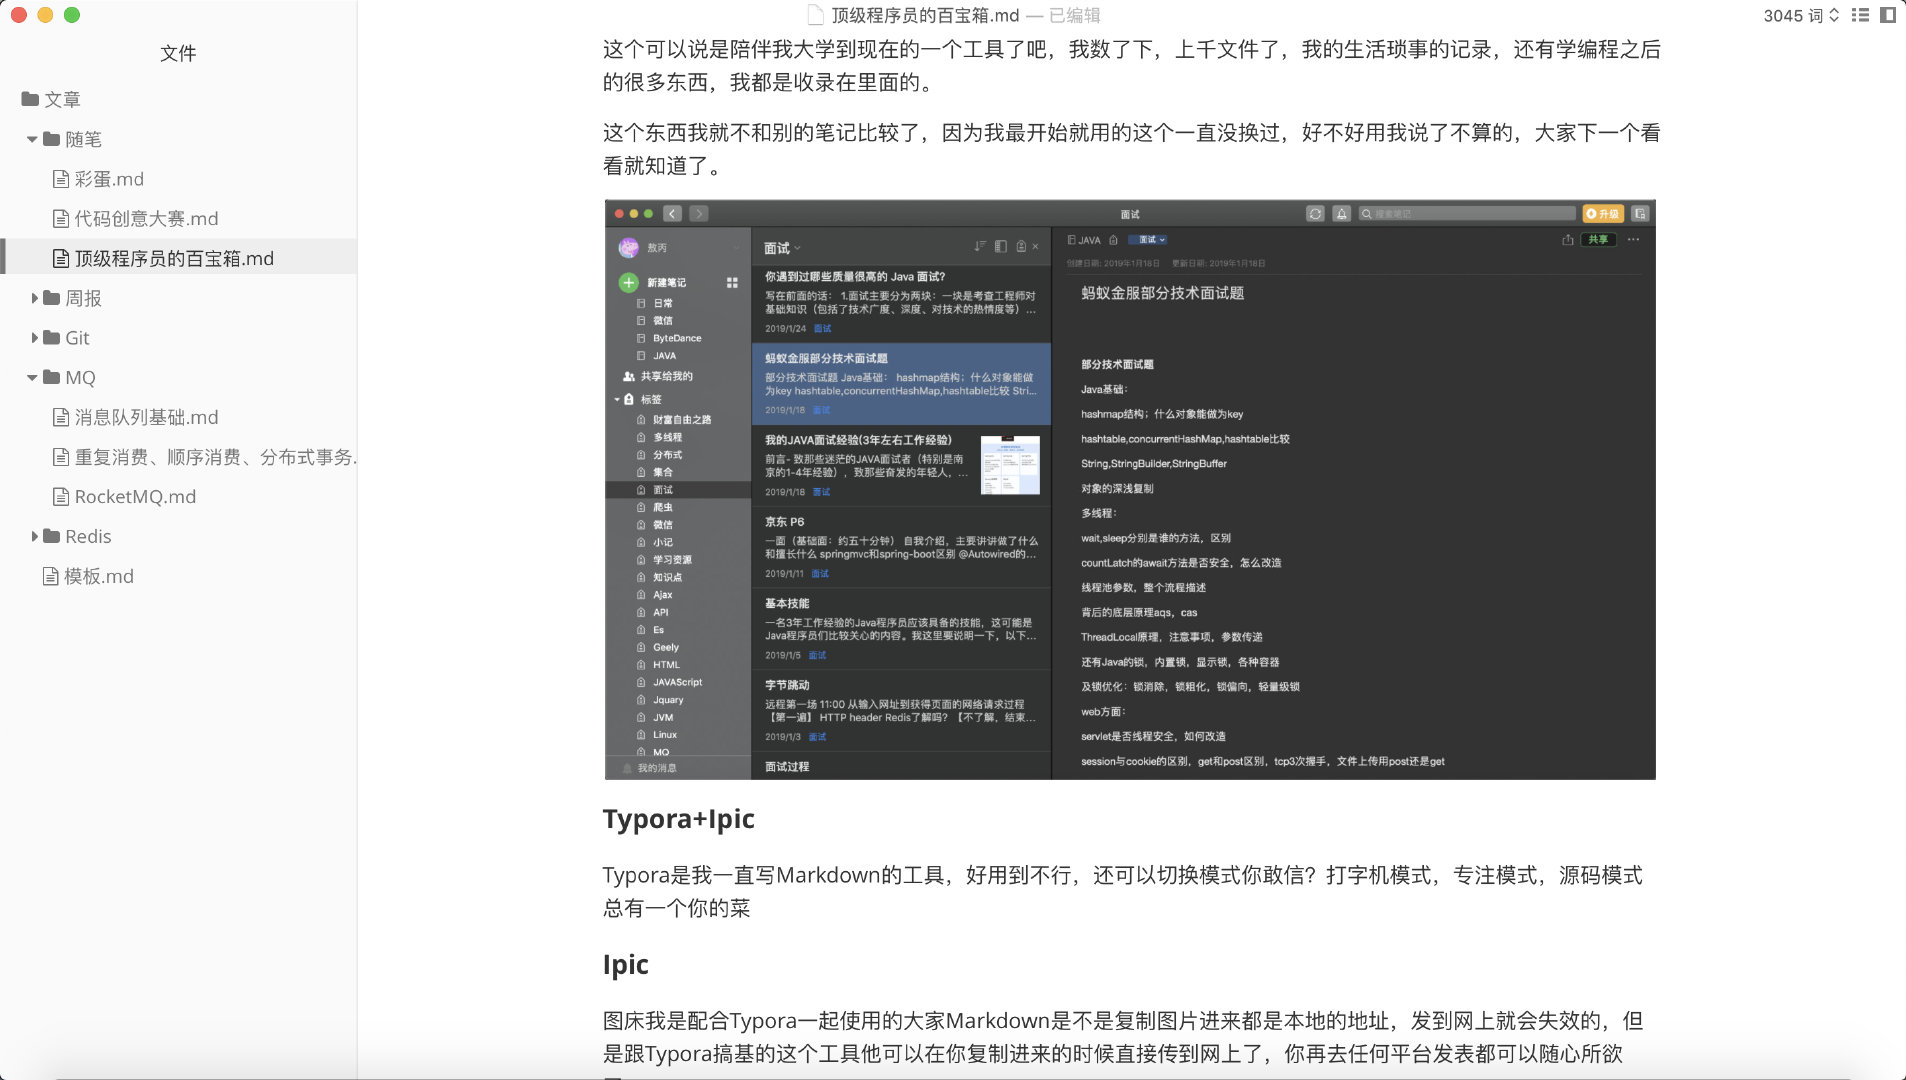 顶级程序员的百宝箱.md — 已编辑
3045 词
文件
文章
随笔
彩蛋.md
代码创意大赛.md
顶级程序员的百宝箱.md
周报
Git
MQ
消息队列基础.md
重复消费、顺序消费、分布式事务.
RocketMQ.md
Redis
模板.md
这个可以说是陪伴我大学到现在的一个工具了吧，我数了下，上千文件了，我的生活琐事的记录，还有学编程之后
的很多东西，我都是收录在里面的。
这个东西我就不和别的笔记比较了，因为我最开始就用的这个一直没换过，好不好用我说了不算的，大家下一个看
看就知道了。
面试
搜索笔记
升级
敖丙
新建笔记
日常
微信
ByteDance
JAVA
共享给我的
标签
财富自由之路
多线程
分布式
集合
面试
爬虫
微信
小记
学习资源
知识点
Ajax
API
Es
Geely
HTML
JAVAScript
Jquary
JVM
Linux
MQ
我的消息
面试
你遇到过哪些质量很高的 Java 面试？
写在前面的话： 1.面试主要分为两块：一块是考查工程师对
基础知识（包括了技术广度、深度、对技术的热情度等）...
2019/1/24 面试
蚂蚁金服部分技术面试题
部分技术面试题 Java基础： hashmap结构；什么对象能做
为key hashtable,concurrentHashMap,hashtable比较 Stri...
2019/1/18 面试
我的JAVA面试经验(3年左右工作经验)
前言- 致那些迷茫的JAVA面试者（特别是南
京的1-4年经验），致那些奋发的年轻人，...
2019/1/18 面试
京东 P6
一面（基础面：约五十分钟） 自我介绍，主要讲讲做了什么
和擅长什么 springmvc和spring-boot区别 @Autowired的...
2019/1/11 面试
基本技能
一名3年工作经验的Java程序员应该具备的技能，这可能是
Java程序员们比较关心的内容。我这里要说明一下，以下...
2019/1/5 面试
字节跳动
远程第一场 11:00 从输入网址到获得页面的网络请求过程
【第一遍】 HTTP header Redis了解吗？【不了解，结束...
2019/1/3 面试
面试过程
JAVA
面试
共享
创建日期: 2019年1月18日 更新日期: 2019年1月18日
蚂蚁金服部分技术面试题
部分技术面试题
Java基础：
hashmap结构；什么对象能做为key
hashtable,concurrentHashMap,hashtable比较
String,StringBuilder,StringBuffer
对象的深浅复制
多线程：
wait,sleep分别是谁的方法，区别
countLatch的await方法是否安全，怎么改造
线程池参数，整个流程描述
背后的底层原理aqs，cas
ThreadLocal原理，注意事项，参数传递
还有Java的锁，内置锁，显示锁，各种容器
及锁优化：锁消除，锁粗化，锁偏向，轻量级锁
web方面：
servlet是否线程安全，如何改造
session与cookie的区别，get和post区别，tcp3次握手，文件上传用post还是get
Typora+Ipic
Typora是我一直写Markdown的工具，好用到不行，还可以切换模式你敢信？打字机模式，专注模式，源码模式
总有一个你的菜
Ipic
图床我是配合Typora一起使用的大家Markdown是不是复制图片进来都是本地的地址，发到网上就会失效的，但
是跟Typora搞基的这个工具他可以在你复制进来的时候直接传到网上了，你再去任何平台发表都可以随心所欲